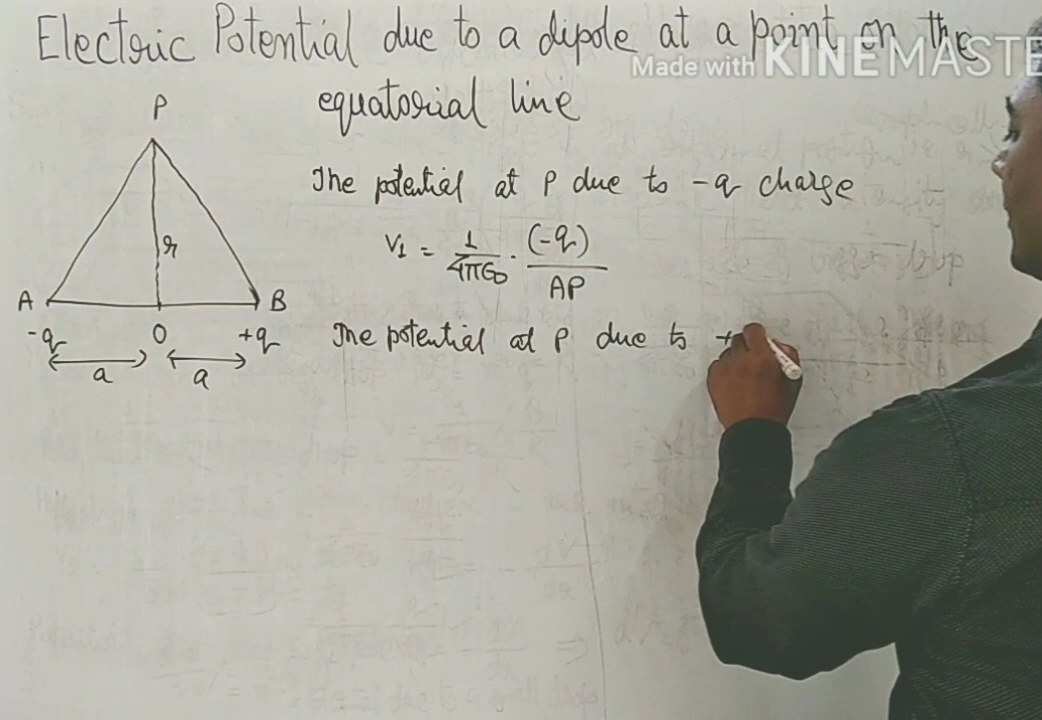 Electric Potential due to a dipole at a point on the
Made with KINEMASTE
equatorial line
P
The potential at P due to -q charge
r
V1 = 1/4πε0 . (-q)/AP
A B
-q O +q
a a
The potential at P due to +